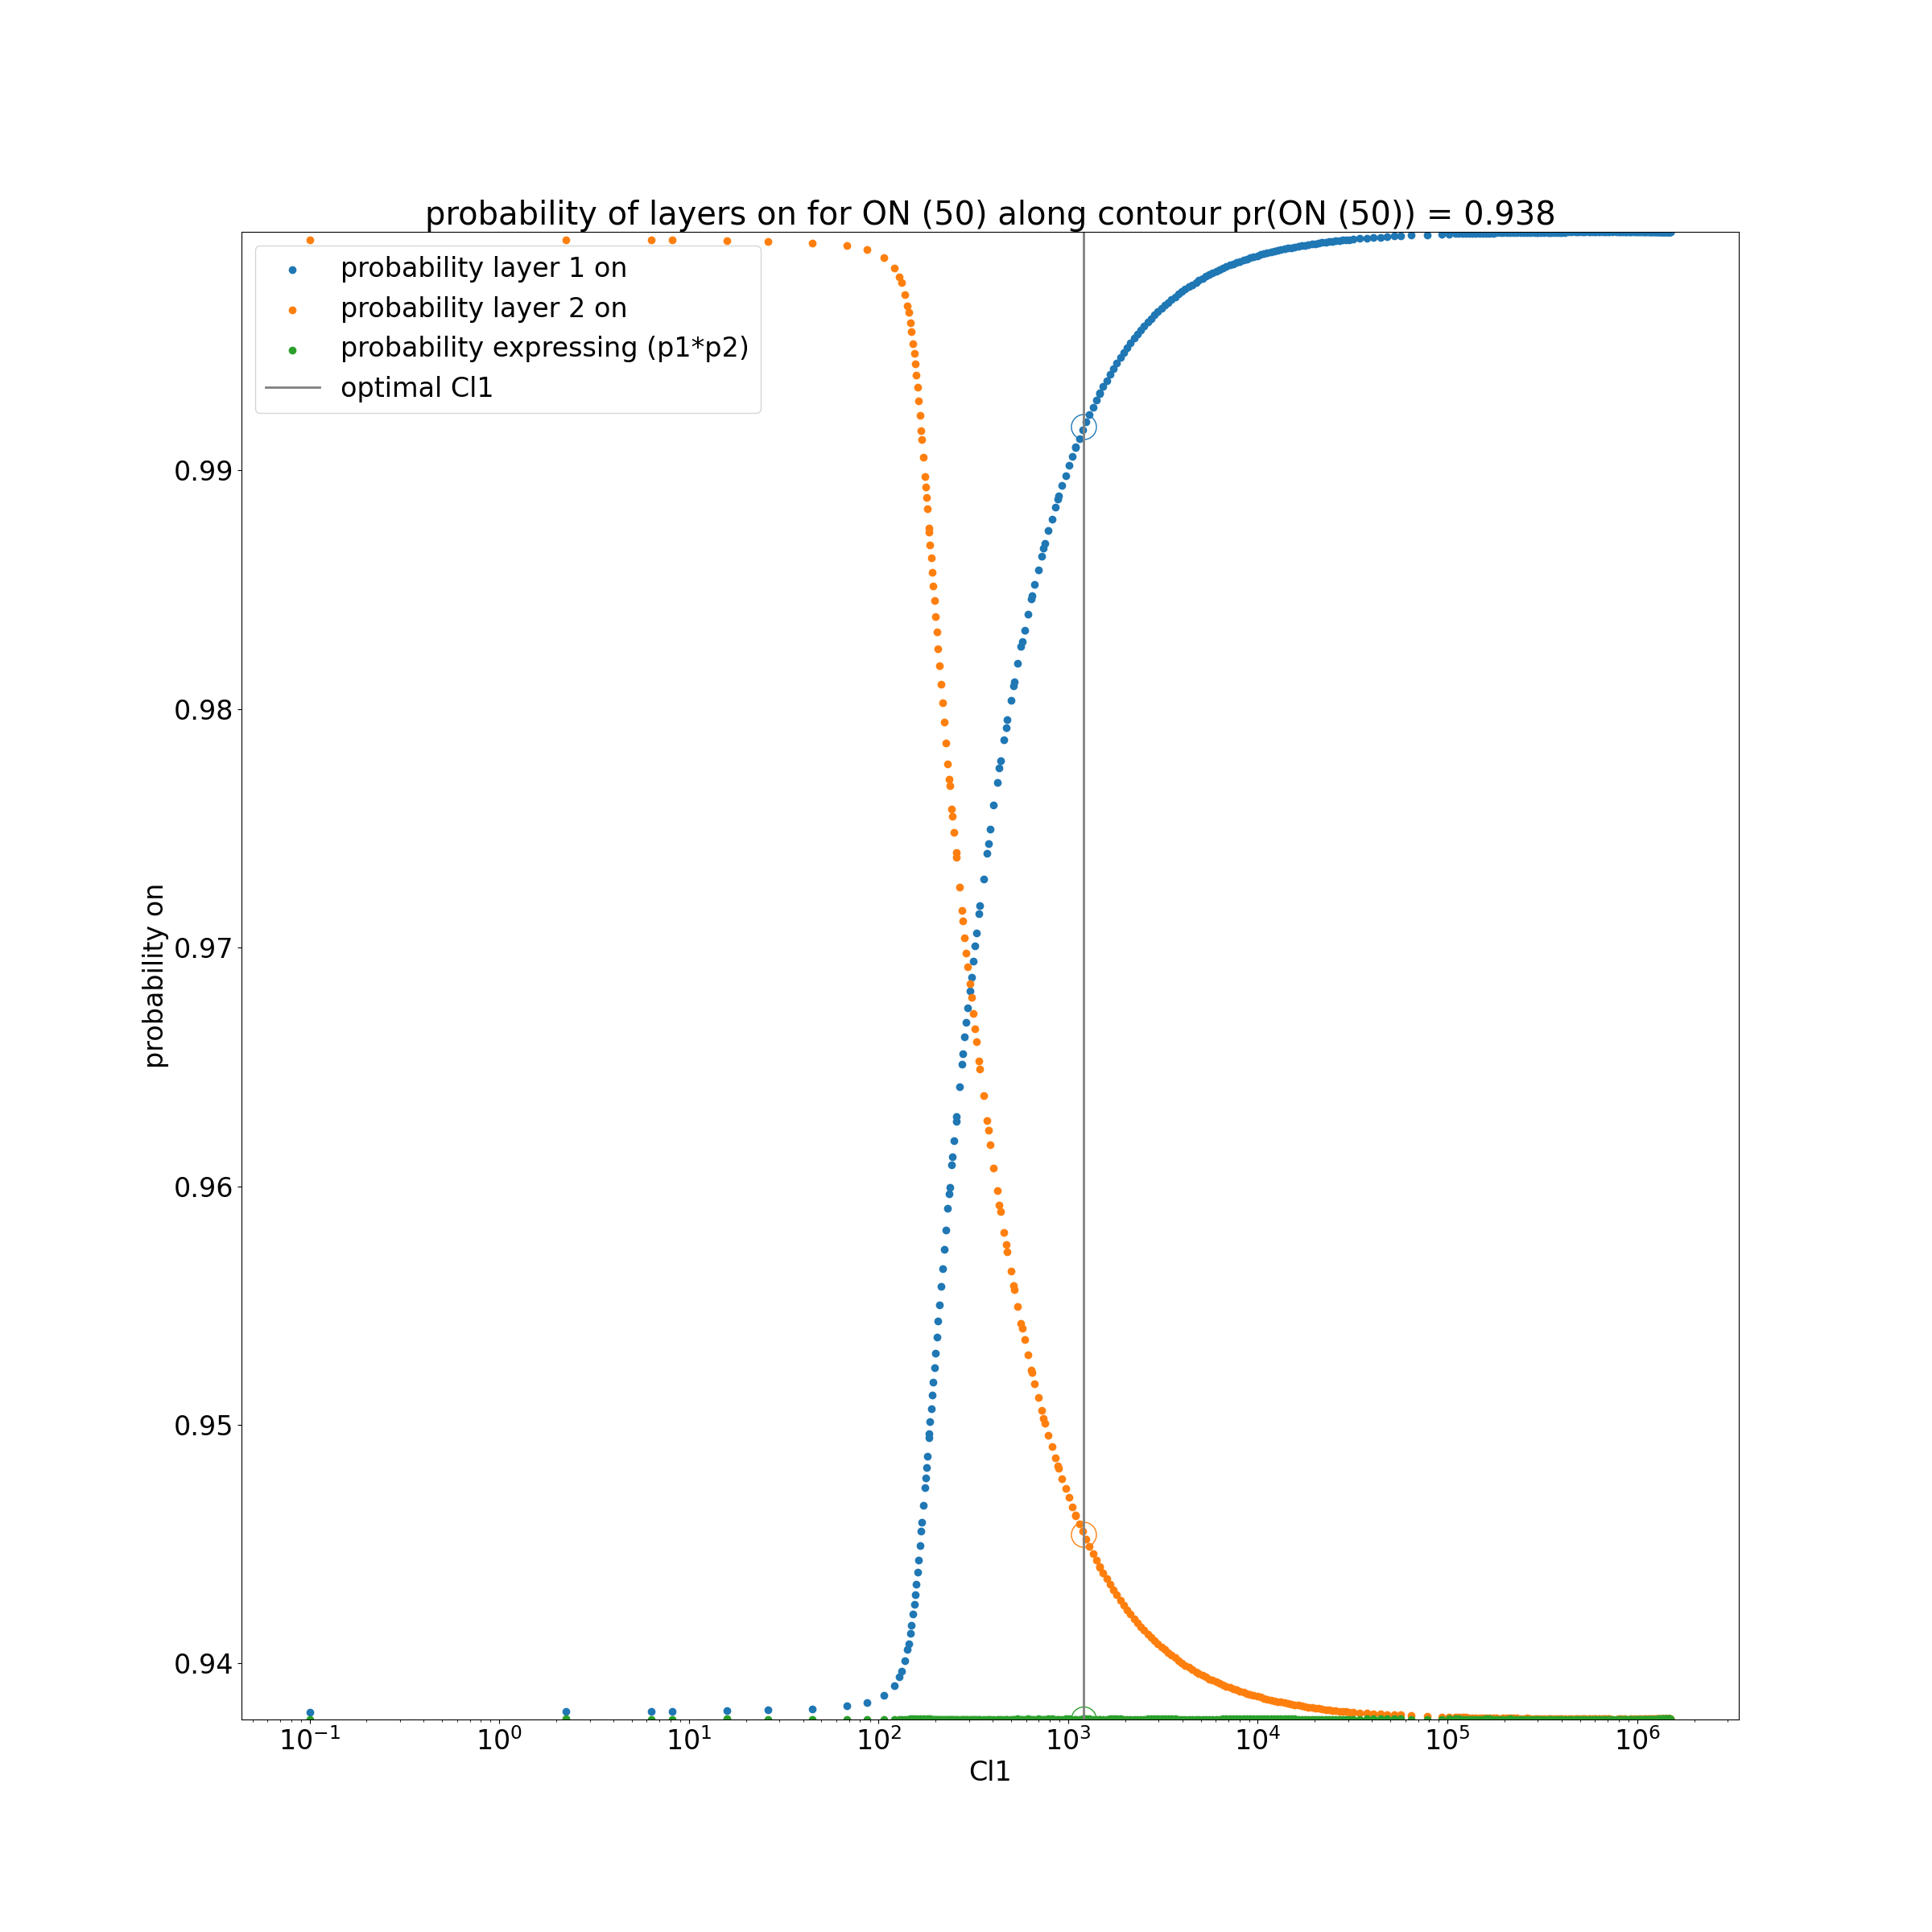 probability of layers on for ON (50) along contour pr(ON (50)) = 0.938
probability layer 1 on
probability layer 2 on
probability expressing (p1*p2)
optimal Cl1
0.99
0.98
0.97
0.96
0.95
0.94
probability on
10⁻¹ 10⁰ 10¹ 10² 10³ 10⁴ 10⁵ 10⁶
Cl1